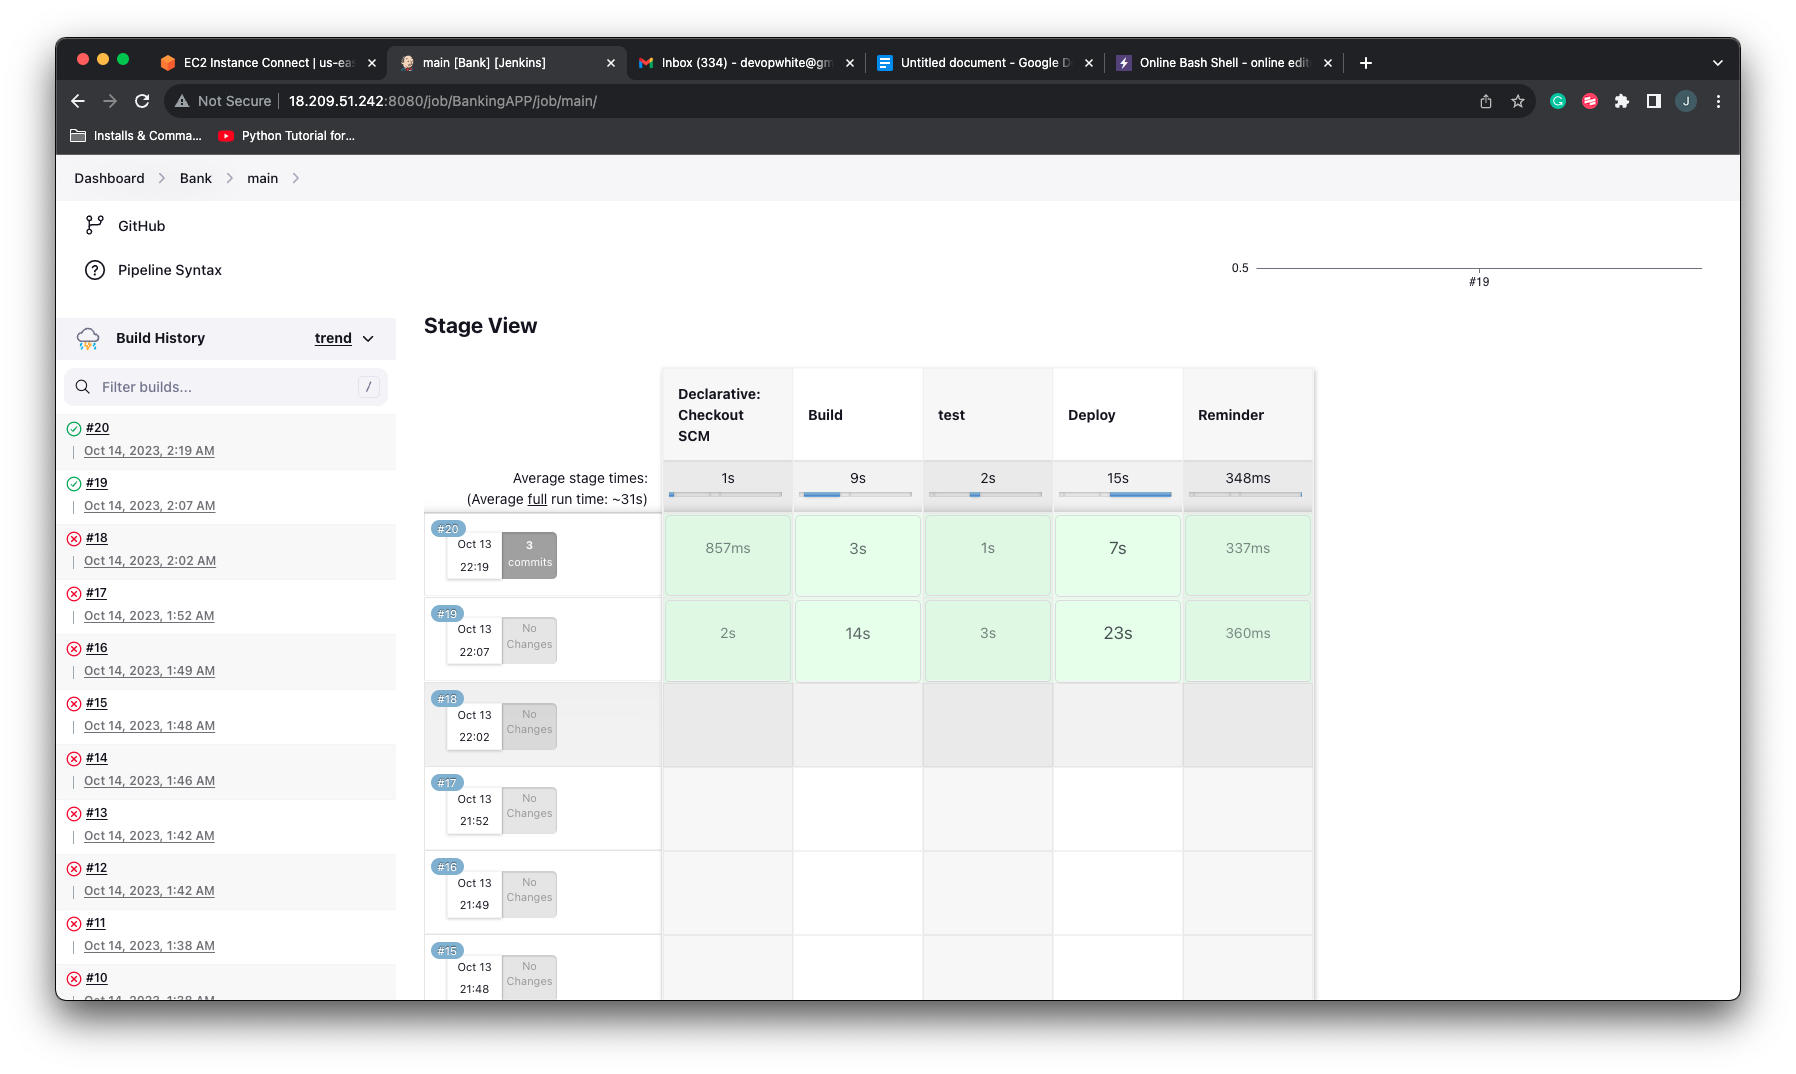 EC2 Instance Connect | us-eas
main [Bank] [Jenkins]
Inbox (334) - devopwhite@gm
Untitled document - Google D
Online Bash Shell - online edit
Not Secure
18.209.51.242:8080/job/BankingAPP/job/main/
J
Installs & Comma...
Python Tutorial for...
Dashboard
Bank
main
GitHub
Pipeline Syntax
0.5
#19
Build History
trend
Filter builds...
/
#20
Oct 14, 2023, 2:19 AM
#19
Oct 14, 2023, 2:07 AM
#18
Oct 14, 2023, 2:02 AM
#17
Oct 14, 2023, 1:52 AM
#16
Oct 14, 2023, 1:49 AM
#15
Oct 14, 2023, 1:48 AM
#14
Oct 14, 2023, 1:46 AM
#13
Oct 14, 2023, 1:42 AM
#12
Oct 14, 2023, 1:42 AM
#11
Oct 14, 2023, 1:38 AM
#10
Oct 14, 2023, 1:38 AM
Stage View
Declarative:
Checkout
SCM
Build
test
Deploy
Reminder
Average stage times:
(Average full run time: ~31s)
1s
9s
2s
15s
348ms
#20
Oct 13
22:19
3
commits
857ms
3s
1s
7s
337ms
#19
Oct 13
22:07
No
Changes
2s
14s
3s
23s
360ms
#18
Oct 13
22:02
No
Changes
#17
Oct 13
21:52
No
Changes
#16
Oct 13
21:49
No
Changes
#15
Oct 13
21:48
No
Changes